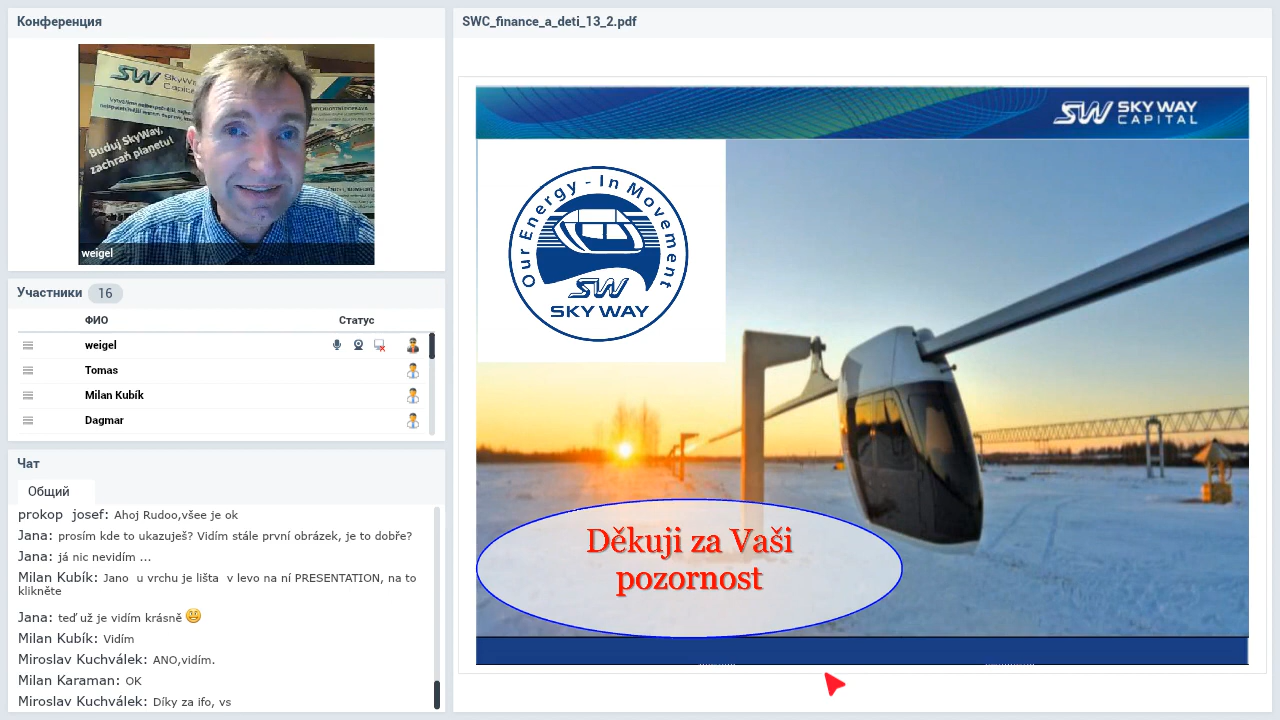 Конференция
SW SkyWay
Capital
Buduj SkyWay,
zachraň planetu!
weigel
Участники 16
ФИО Статус
weigel
Tomas
Milan Kubík
Dagmar
Чат
Общий
prokop josef: Ahoj Rudoo,všee je ok
Jana: prosím kde to ukazuješ? Vidím stále první obrázek, je to dobře?
Jana: já nic nevidím ...
Milan Kubík: Jano u vrchu je lišta v levo na ní PRESENTATION, na to
klikněte
Jana: teď už je vidím krásně
Milan Kubík: Vidím
Miroslav Kuchválek: ANO,vidím.
Milan Karaman: OK
Miroslav Kuchválek: Díky za ifo, vs
SWC_finance_a_deti_13_2.pdf
SW SKY WAY
CAPITAL
Our Energy - In Movement
SW
SKY WAY
Děkuji za Vaši
pozornost